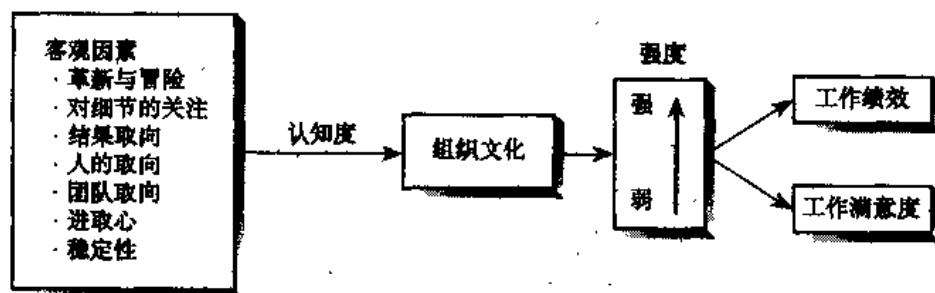 客观因素
· 革新与冒险
· 对细节的关注
· 结果取向
· 人的取向
· 团队取向
· 进取心
· 稳定性
认知度
组织文化
强度
强
弱
工作绩效
工作满意度